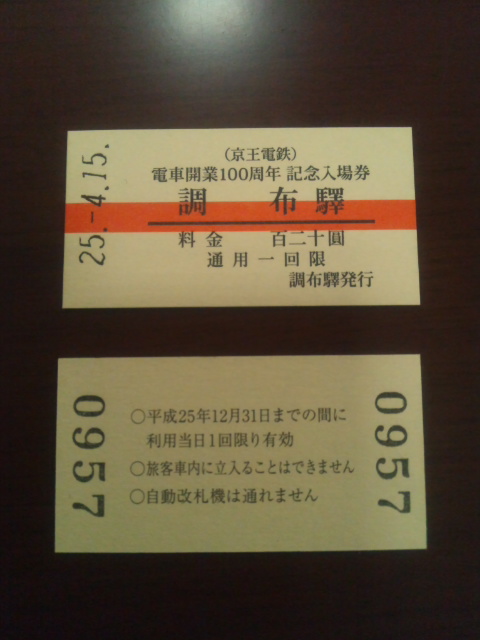 25.-4.15.
(京王電鉄)
電車開業100周年 記念入場券
調布驛
料金 百二十圓
通用一回限
調布驛発行
0957
○平成25年12月31日までの間に
利用当日1回限り有効
○旅客車内に立入ることはできません
○自動改札機は通れません
0957